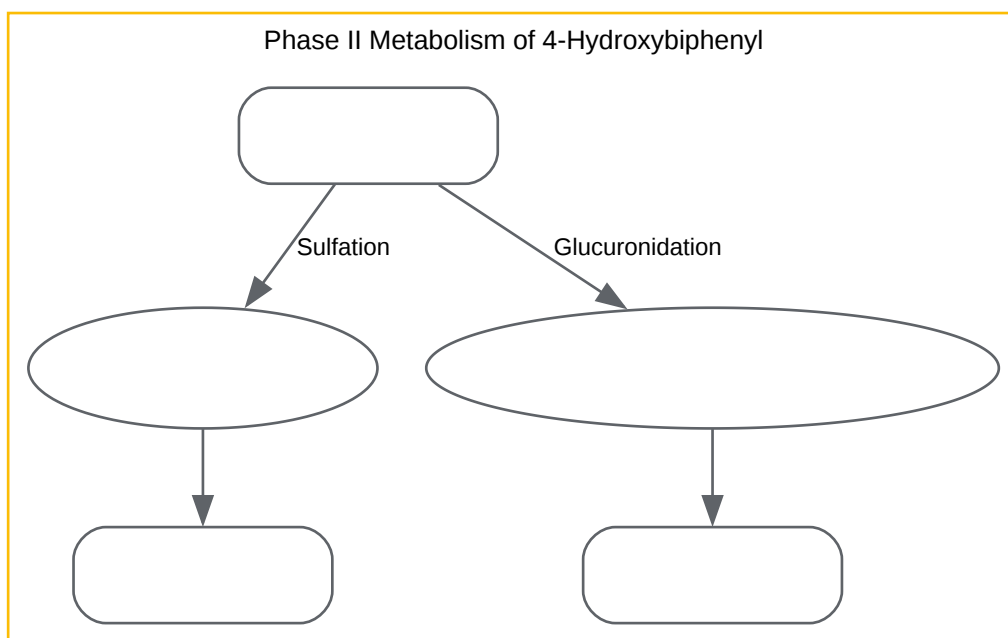 Phase II Metabolism of 4-Hydroxybiphenyl
Sulfation
Glucuronidation